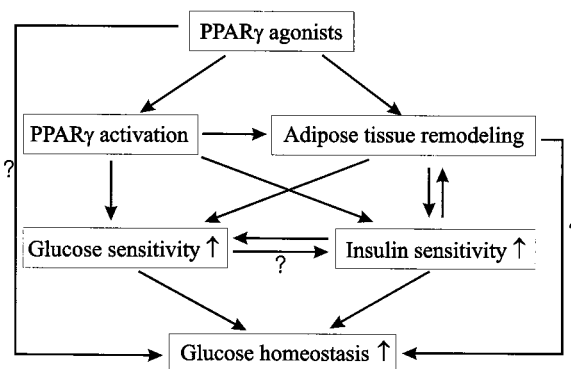 PPARγ agonists
PPARγ activation
Adipose tissue remodeling
?
Glucose sensitivity ↑
Insulin sensitivity ↑
?
Glucose homeostasis ↑